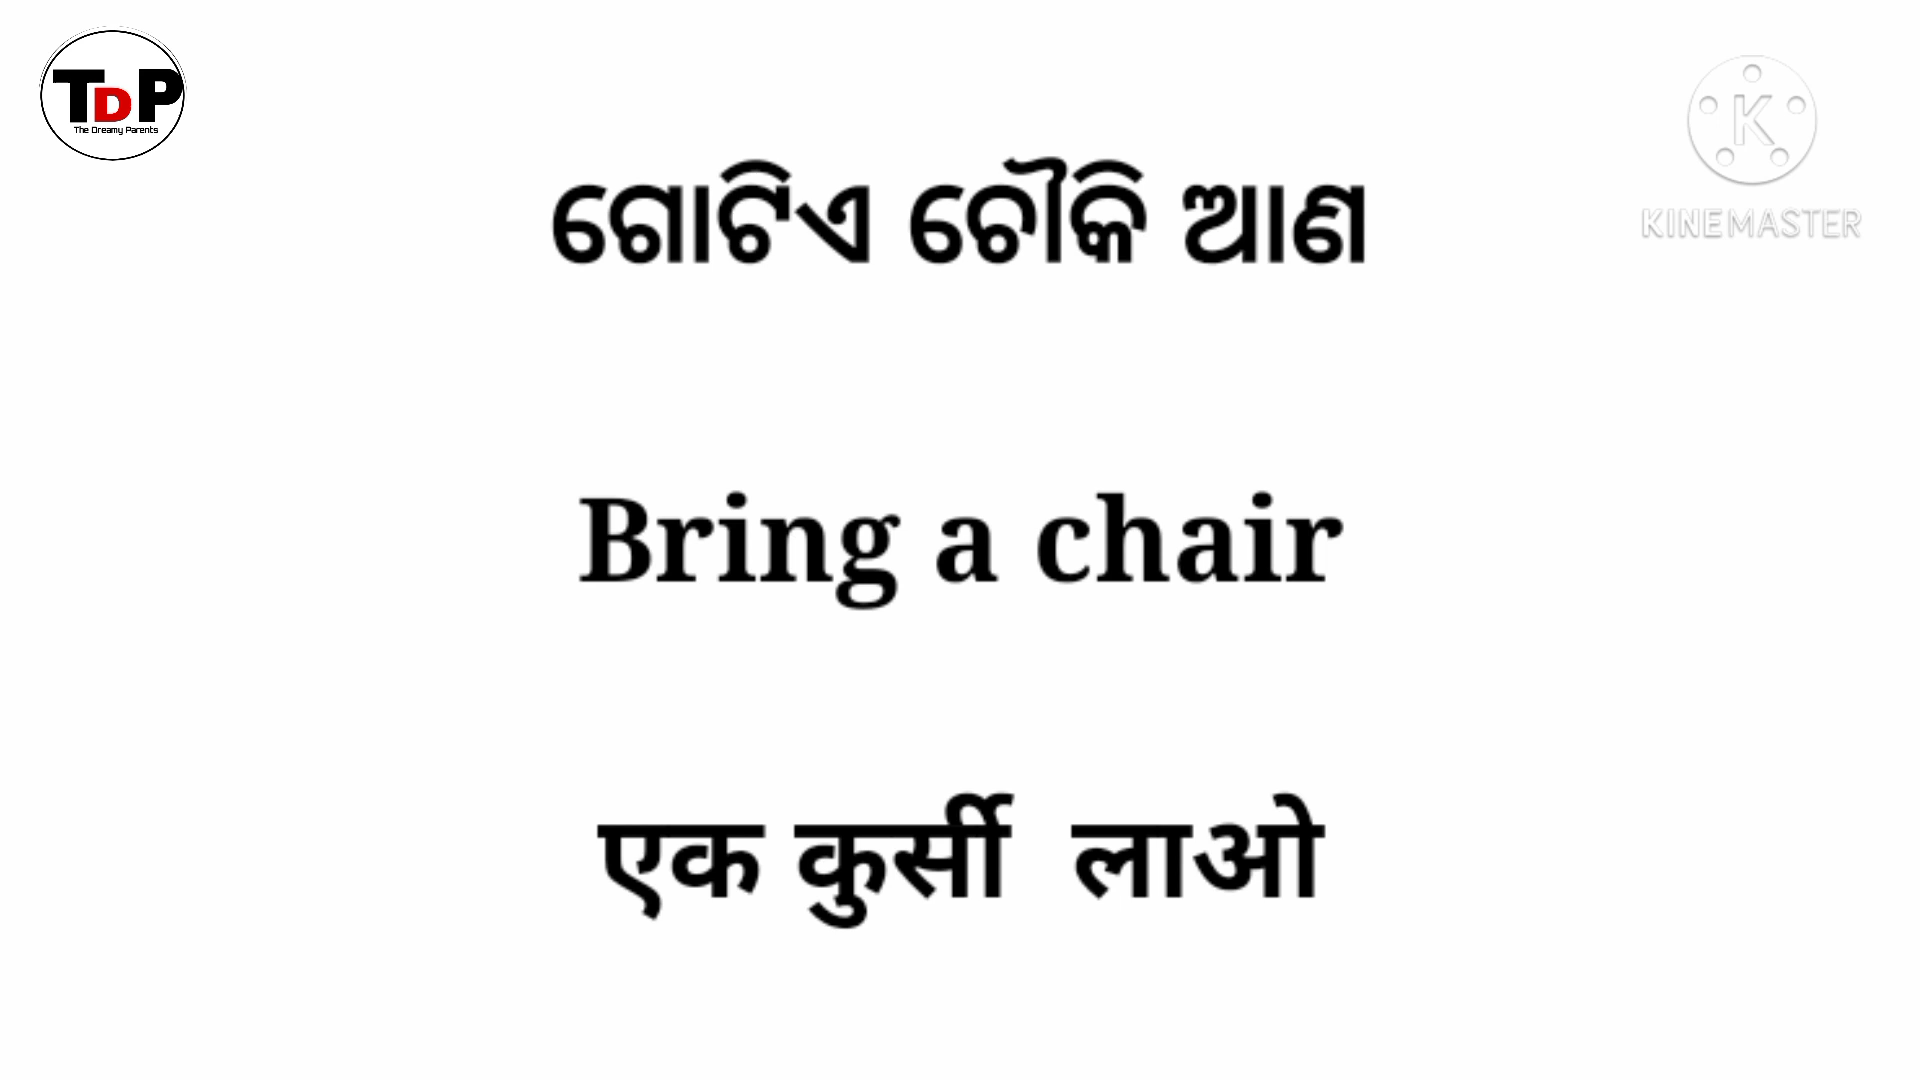 TDP
The Dreamy Parents
K
KINEMASTER
ଗୋଟିଏ ଚୌକି ଆଣ
Bring a chair
एक कुर्सी लाओ